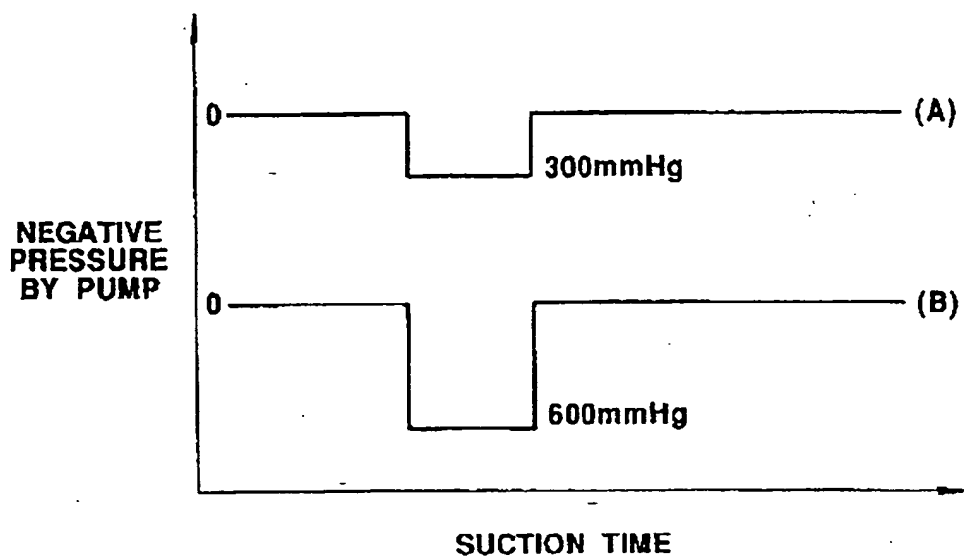 0
(A)
300mmHg
NEGATIVE
PRESSURE
BY PUMP
0
(B)
600mmHg
SUCTION TIME